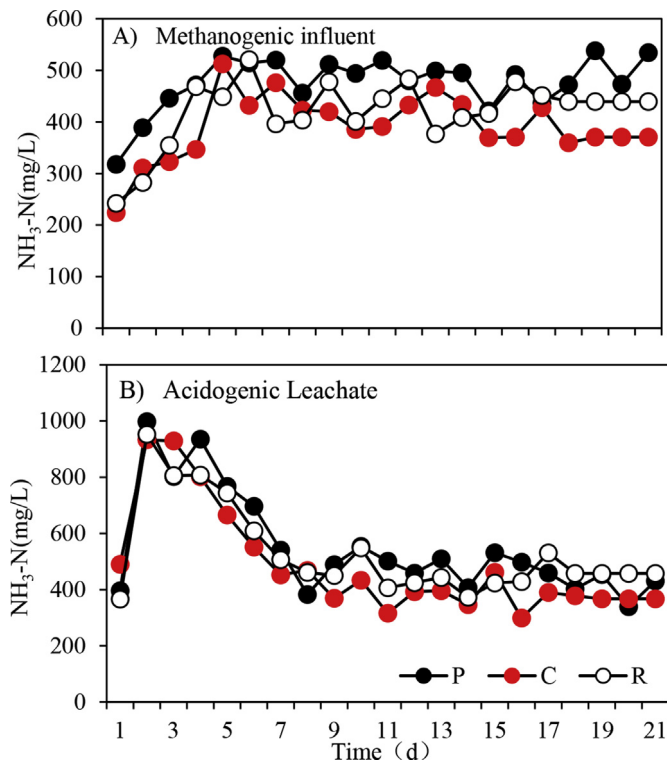 600
A) Methanogenic influent
500
400
300
200
100
0
NH₃-N(mg/L)
1200
B) Acidogenic Leachate
1000
800
600
400
200
0
NH₃-N(mg/L)
P C R
1 3 5 7 9 11 13 15 17 19 21
Time（d）